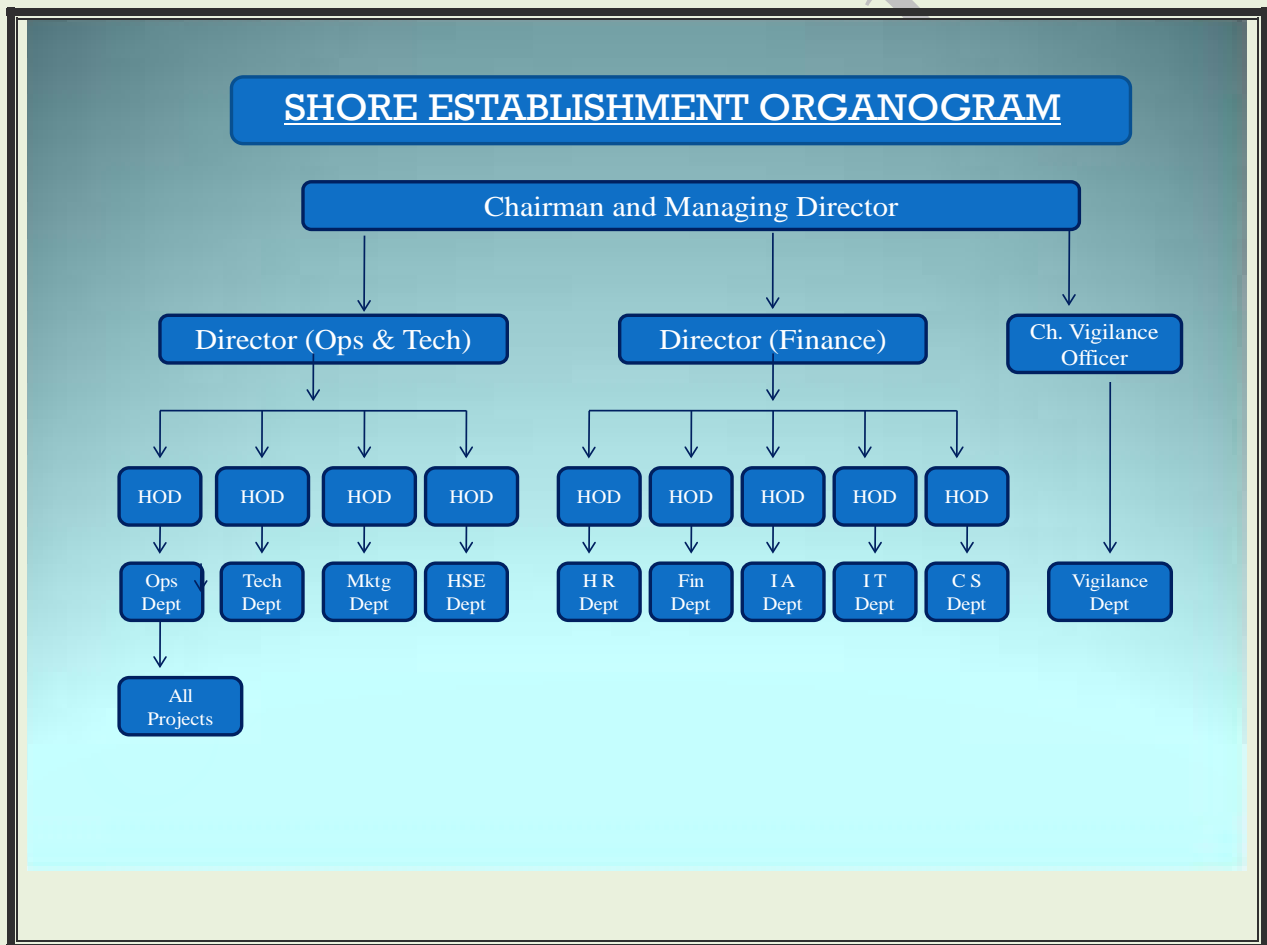 SHORE ESTABLISHMENT ORGANOGRAM
Chairman and Managing Director
Director (Ops & Tech)
Director (Finance)
Ch. Vigilance
Officer
HOD
HOD
HOD
HOD
HOD
HOD
HOD
HOD
HOD
Ops
Dept
Tech
Dept
Mktg
Dept
HSE
Dept
H R
Dept
Fin
Dept
I A
Dept
I T
Dept
C S
Dept
Vigilance
Dept
All
Projects